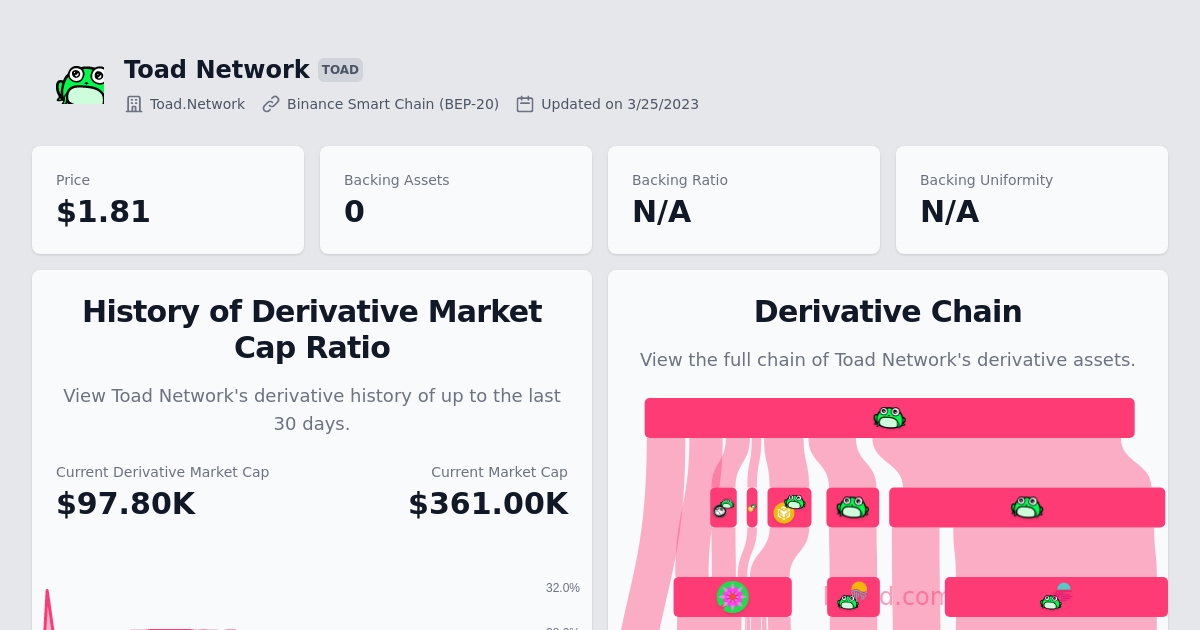 Toad Network TOAD
Toad.Network Binance Smart Chain (BEP-20) Updated on 3/25/2023
Price
$1.81
Backing Assets
0
Backing Ratio
N/A
Backing Uniformity
N/A
History of Derivative Market
Cap Ratio
View Toad Network's derivative history of up to the last
30 days.
Current Derivative Market Cap
$97.80K
Current Market Cap
$361.00K
32.0%
Derivative Chain
View the full chain of Toad Network's derivative assets.